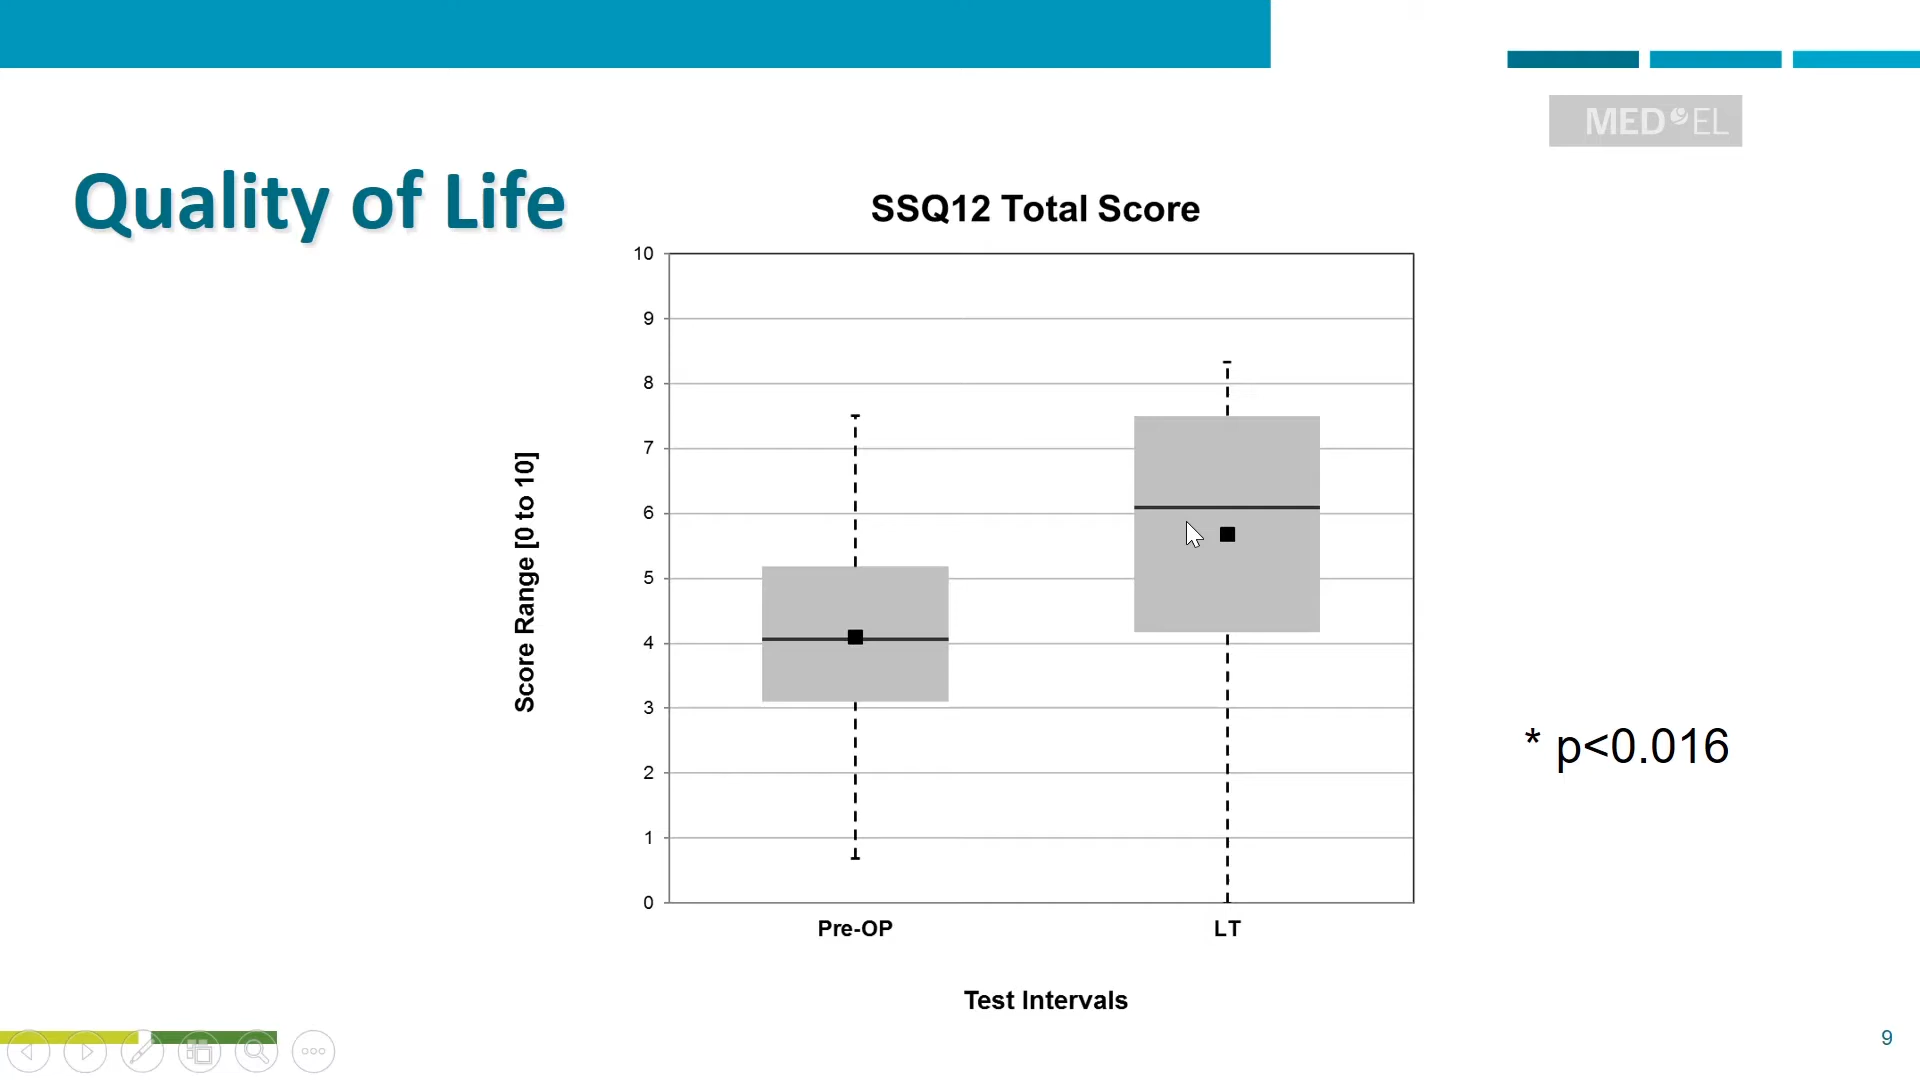 MED EL
Quality of Life
SSQ12 Total Score
Score Range [0 to 10]
10
9
8
7
6
5
4
3
2
1
0
Pre-OP LT
Test Intervals
* p<0.016
9